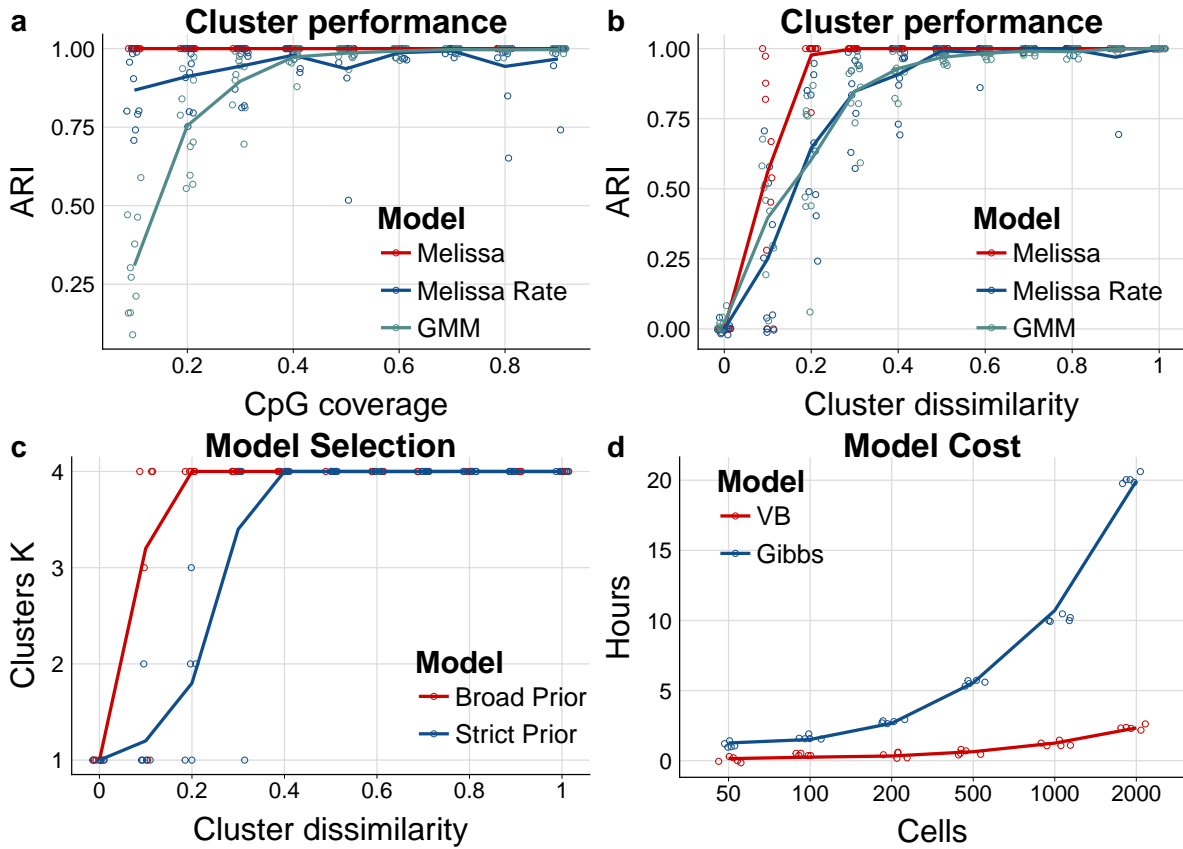 a
Cluster performance
ARI
1.00
0.75
0.50
0.25
Model
Melissa
Melissa Rate
GMM
0.2
0.4
0.6
0.8
CpG coverage
b
Cluster performance
ARI
1.00
0.75
0.50
0.25
0.00
Model
Melissa
Melissa Rate
GMM
0
0.2
0.4
0.6
0.8
1
Cluster dissimilarity
c
Model Selection
Clusters K
4
3
2
1
Model
Broad Prior
Strict Prior
0
0.2
0.4
0.6
0.8
1
Cluster dissimilarity
d
Model Cost
Hours
20
15
10
5
0
Model
VB
Gibbs
50
100
200
500
1000
2000
Cells